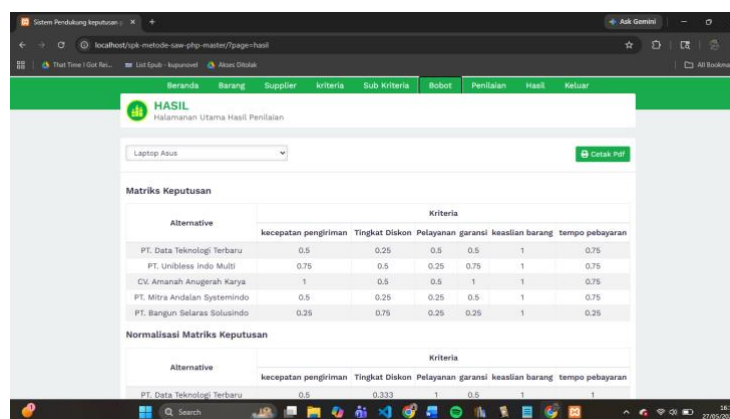 Sistem Pendukung keputusan p
Ask Gemini
localhost/spk-metode-saw-php-master/?page=hasil
That Time I Got Rei...
List Epub - kupunovel
Akses Ditolak
All Bookma
Beranda Barang Supplier kriteria Sub Kriteria Bobot Penilaian Hasil Keluar
HASIL
Halamanan Utama Hasil Penilaian
Laptop Asus
Cetak Pdf
Matriks Keputusan
Alternative Kriteria
kecepatan pengiriman Tingkat Diskon Pelayanan garansi keaslian barang tempo pebayaran
PT. Data Teknologi Terbaru 0.5 0.25 0.5 0.5 1 0.75
PT. Unibless Indo Multi 0.75 0.5 0.25 0.75 1 0.75
CV. Amanah Anugerah Karya 1 0.5 0.5 1 1 0.75
PT. Mitra Andalan Systemindo 0.5 0.25 0.25 0.5 1 0.75
PT. Bangun Selaras Solusindo 0.25 0.75 0.25 0.25 1 0.25
Normalisasi Matriks Keputusan
Alternative Kriteria
kecepatan pengiriman Tingkat Diskon Pelayanan garansi keaslian barang tempo pebayaran
PT. Data Teknologi Terbaru 0.5 0.333 1 0.5 1 1
Search
16:
27/05/20